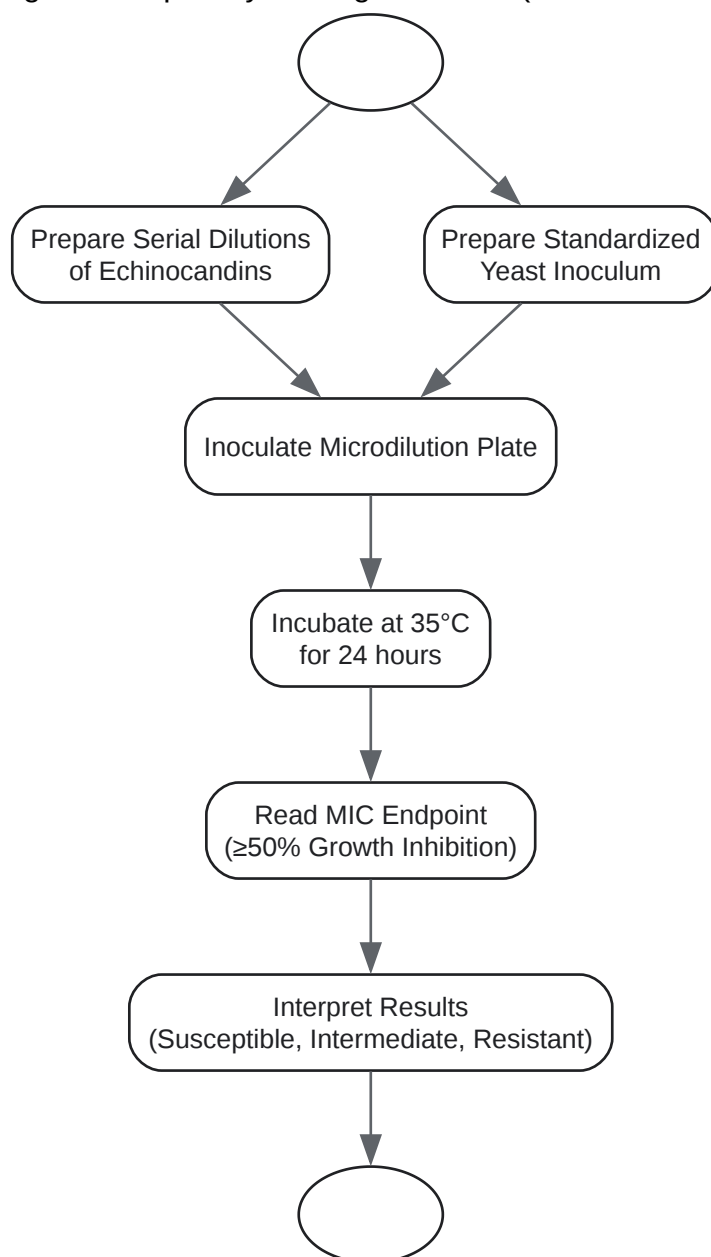 Prepare Serial Dilutions
of Echinocandins
Prepare Standardized
Yeast Inoculum
Inoculate Microdilution Plate
Incubate at 35°C
for 24 hours
Read MIC Endpoint
(≥50% Growth Inhibition)
Interpret Results
(Susceptible, Intermediate, Resistant)